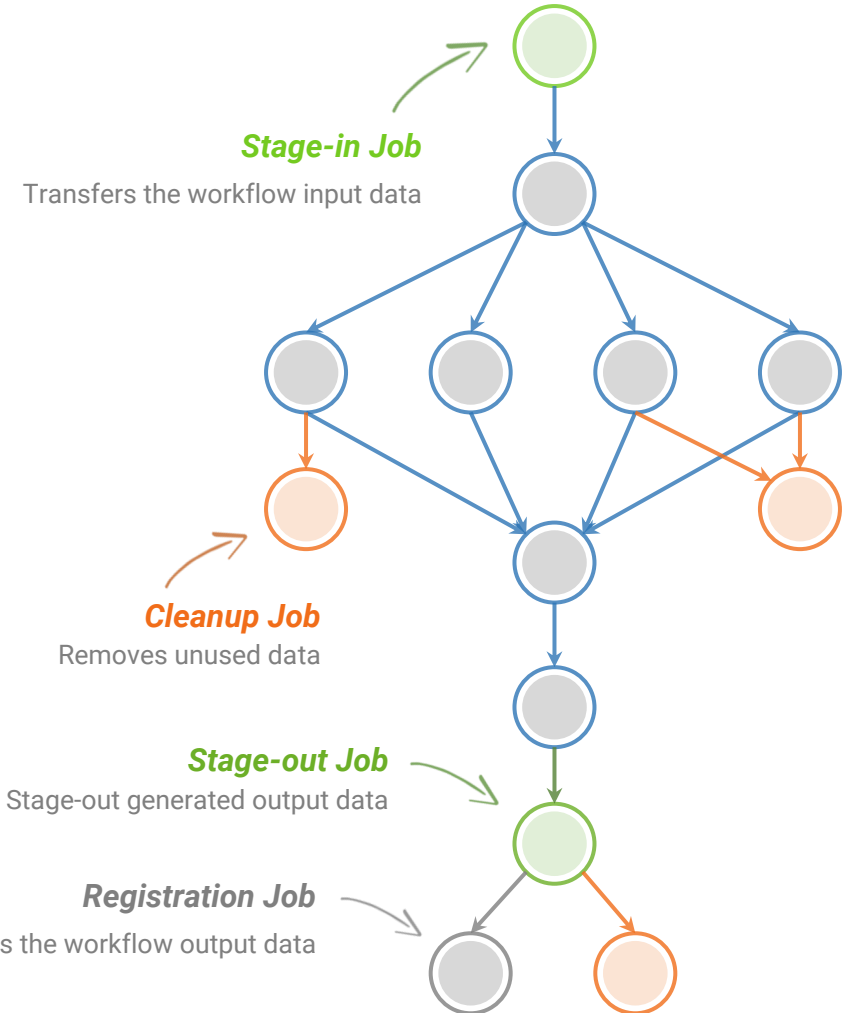 Stage-in Job
Transfers the workflow input data
Cleanup Job
Removes unused data
Stage-out Job
Stage-out generated output data
Registration Job
the workflow output data